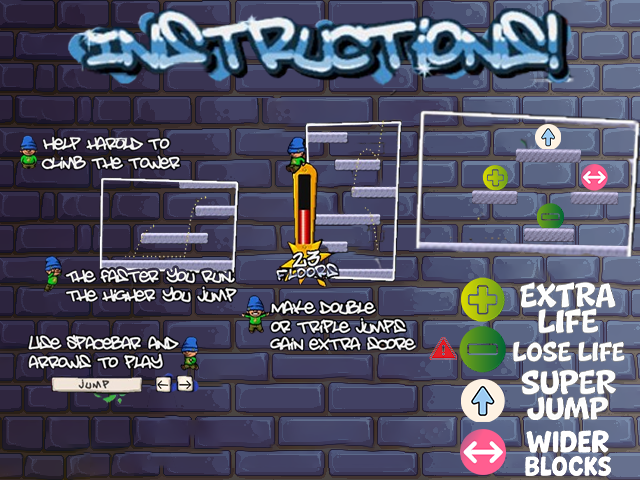 INSTRUCTIONS!
HELP HAROLD TO
CLIMB THE TOWER
THE FASTER YOU RUN
THE HIGHER YOU JUMP
USE SPACEBAR AND
ARROWS TO PLAY
JUMP
23
FLOORS
MAKE DOUBLE
OR TRIPLE JUMPS
GAIN EXTRA SCORE
EXTRA
LIFE
LOSE LIFE
SUPER
JUMP
WIDER
BLOCKS